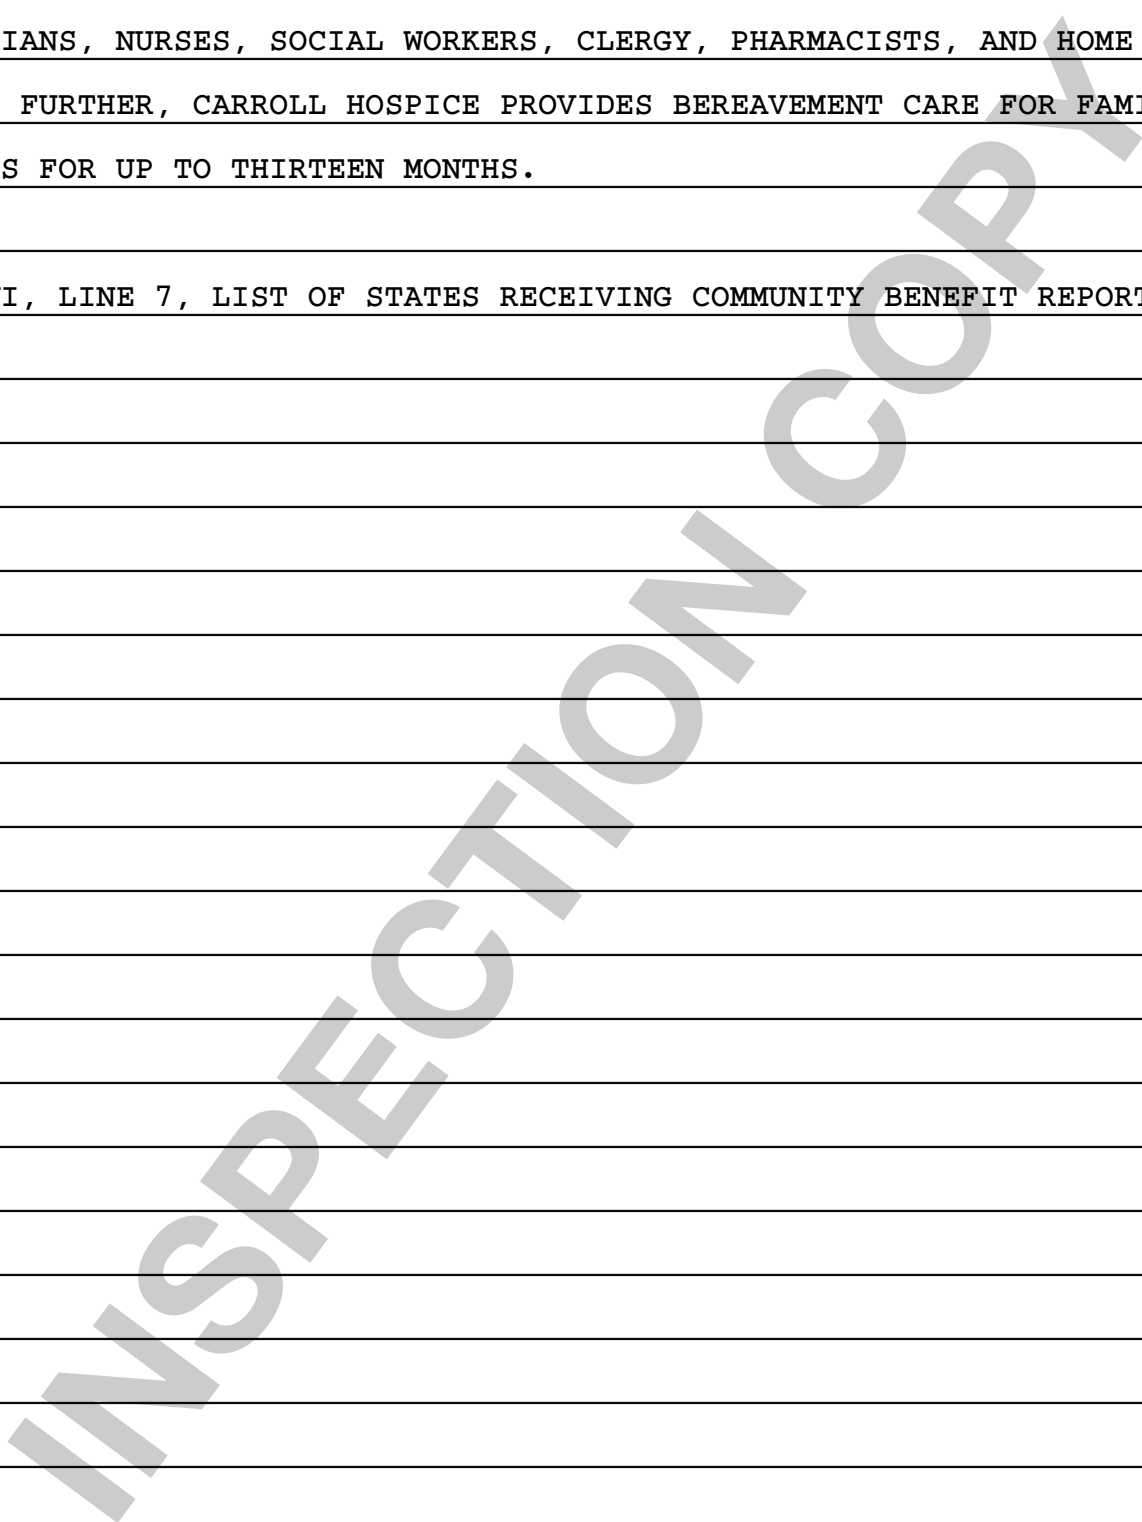 IANS, NURSES, SOCIAL WORKERS, CLERGY, PHARMACISTS, AND HOME
FURTHER, CARROLL HOSPICE PROVIDES BEREAVEMENT CARE FOR FAMI
S FOR UP TO THIRTEEN MONTHS.
I, LINE 7, LIST OF STATES RECEIVING COMMUNITY BENEFIT REPORT
INSPECTION COPY